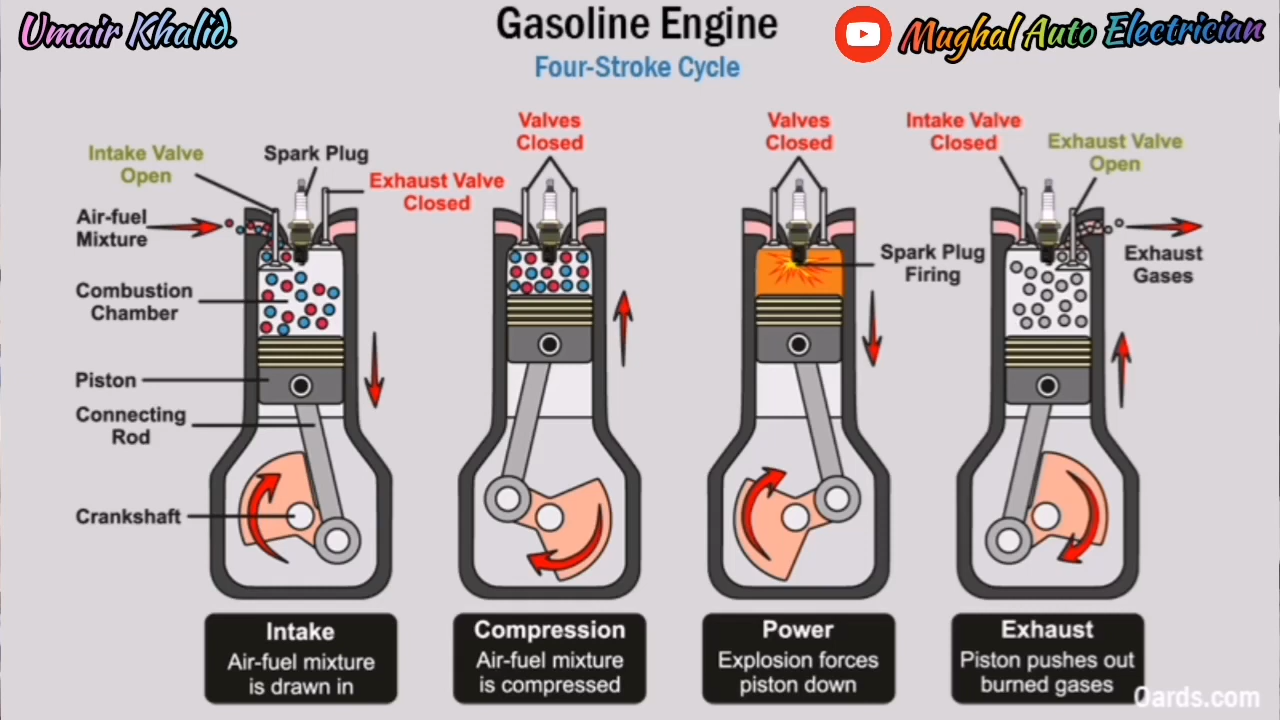 Umair Khalid.
Gasoline Engine
Mughal Auto Electrician
Four-Stroke Cycle
Intake Valve
Open
Spark Plug
Exhaust Valve
Closed
Air-fuel
Mixture
Combustion
Chamber
Piston
Connecting
Rod
Crankshaft
Valves
Closed
Valves
Closed
Spark Plug
Firing
Intake Valve
Closed
Exhaust Valve
Open
Exhaust
Gases
Intake
Air-fuel mixture
is drawn in
Compression
Air-fuel mixture
is compressed
Power
Explosion forces
piston down
Exhaust
Piston pushes out
burned gases
0ards.com